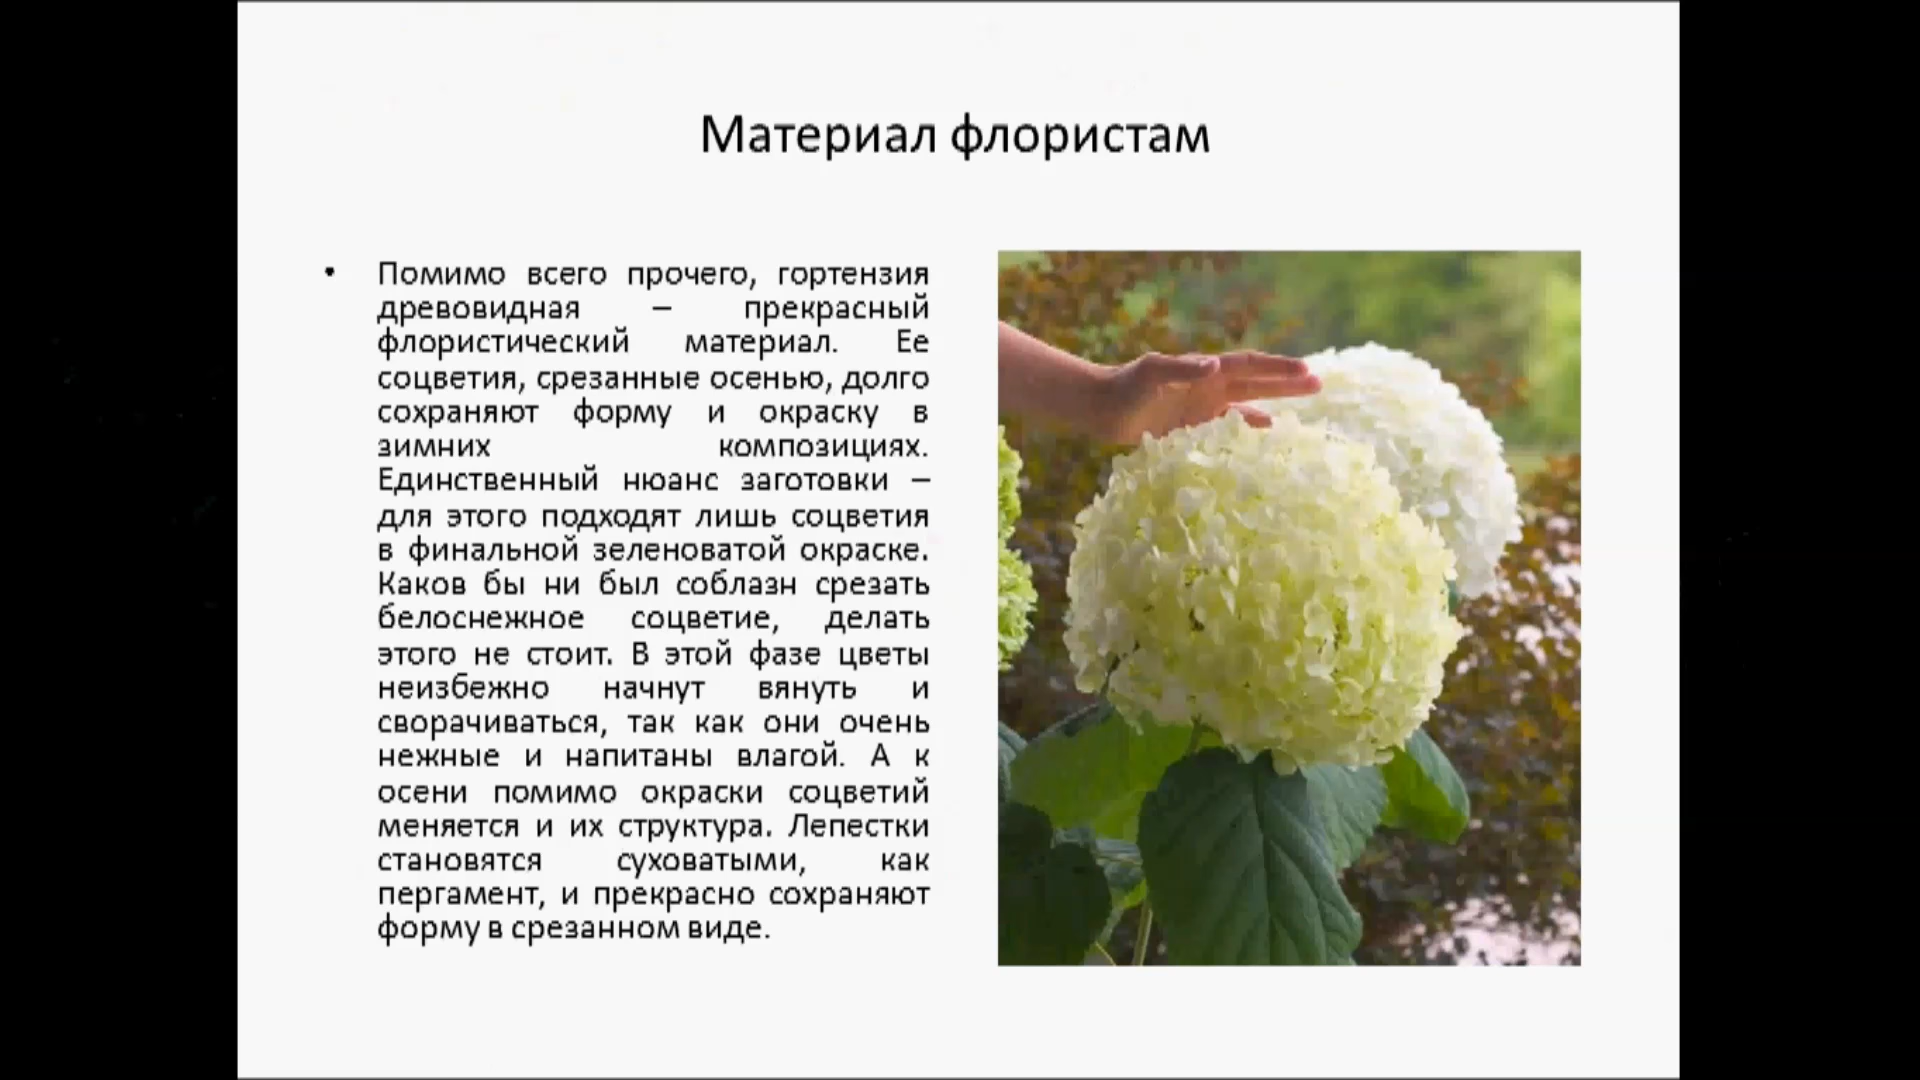 Материал флористам
• Помимо всего прочего, гортензия
древовидная – прекрасный
флористический материал. Ее
соцветия, срезанные осенью, долго
сохраняют форму и окраску в
зимних композициях.
Единственный нюанс заготовки –
для этого подходят лишь соцветия
в финальной зеленоватой окраске.
Каков бы ни был соблазн срезать
белоснежное соцветие, делать
этого не стоит. В этой фазе цветы
неизбежно начнут вянуть и
сворачиваться, так как они очень
нежные и напитаны влагой. А к
осени помимо окраски соцветий
меняется и их структура. Лепестки
становятся суховатыми, как
пергамент, и прекрасно сохраняют
форму в срезанном виде.